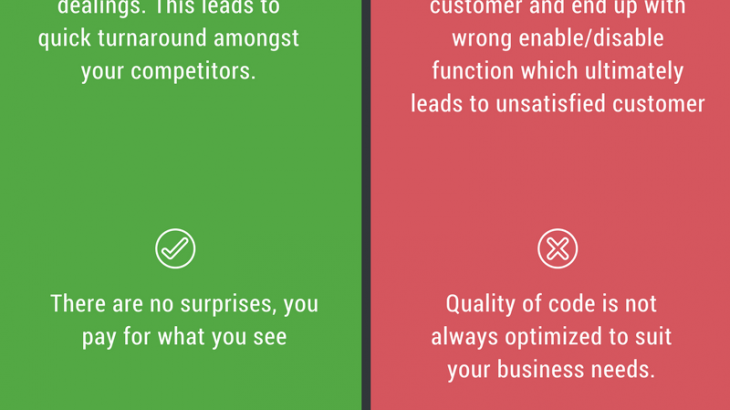 dealings. This leads to
quick turnaround amongst
your competitors.
There are no surprises, you
pay for what you see
customer and end up with
wrong enable/disable
function which ultimately
leads to unsatisfied customer
Quality of code is not
always optimized to suit
your business needs.